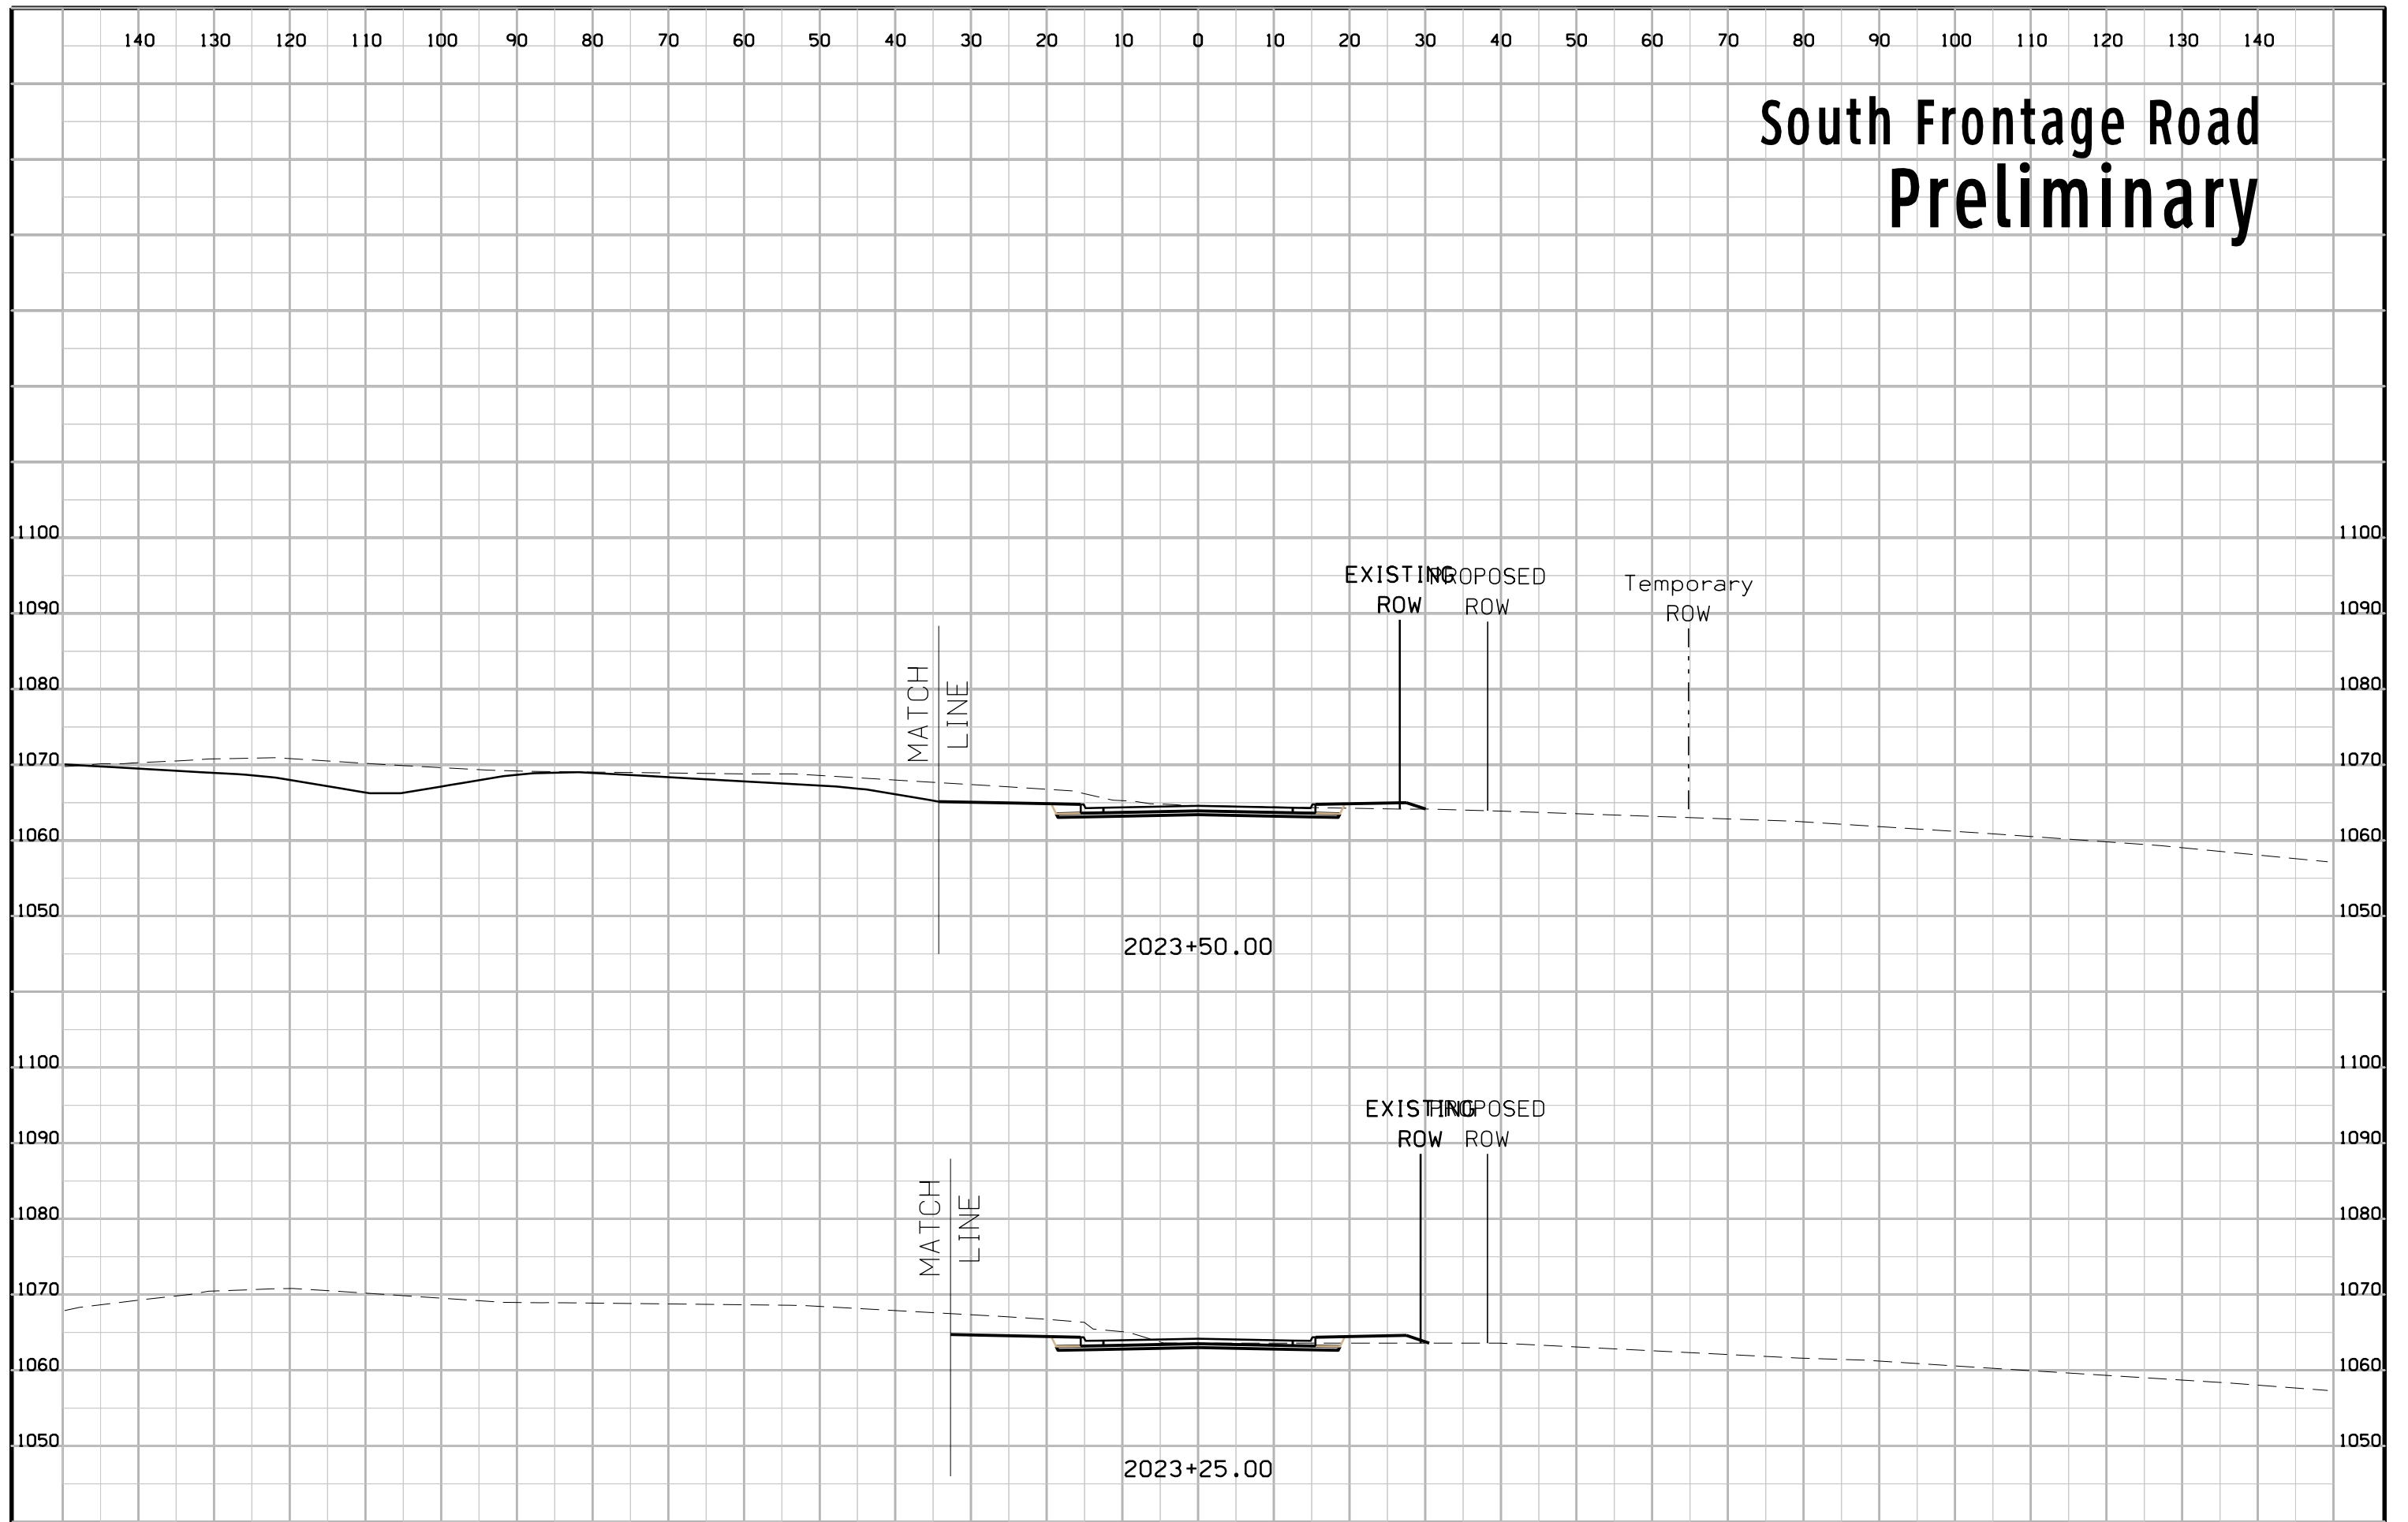 140 130 120 110 100 90 80 70 60 50 40 30 20 10 0 10 20 30 40 50 60 70 80 90 100 110 120 130 140
South Frontage Road
Preliminary
1100 1100
EXISTING PROPOSED Temporary
ROW ROW ROW
1090 1090
MATCH LINE
1080 1080
1070 1070
1060 1060
1050 1050
2023+50.00
1100 1100
EXISTING PROPOSED
ROW ROW
1090 1090
MATCH LINE
1080 1080
1070 1070
1060 1060
1050 1050
2023+25.00